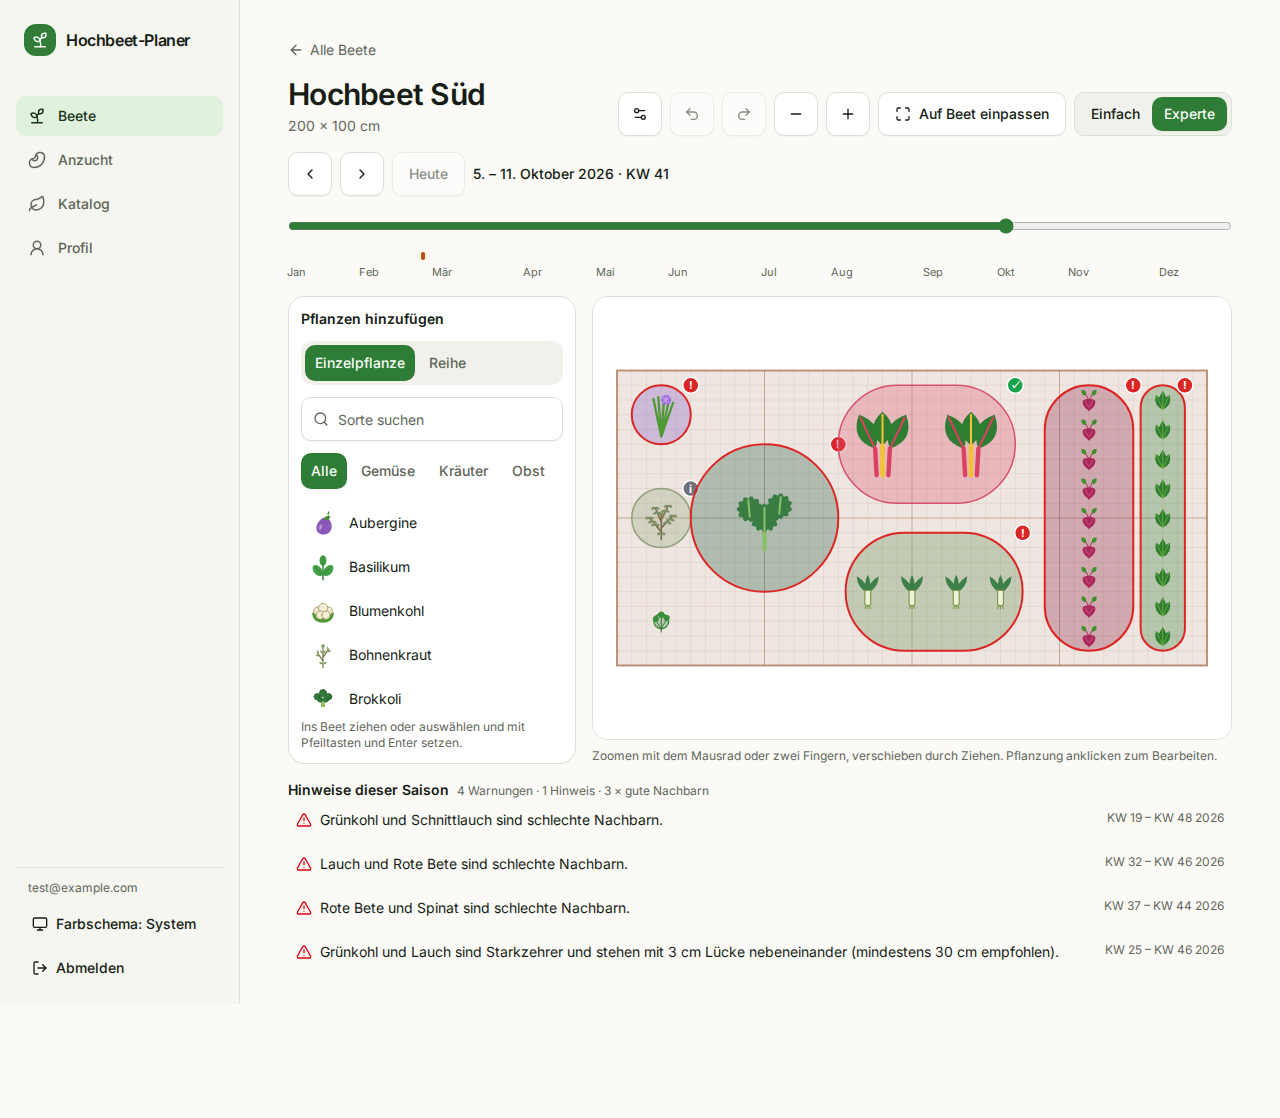 Hochbeet-Planer
Beete
Anzucht
Katalog
Profil
test@example.com
Farbschema: System
Abmelden
Alle Beete
Hochbeet Süd
200 × 100 cm
Auf Beet einpassen
Einfach
Experte
Heute
5. – 11. Oktober 2026 · KW 41
Jan Feb Mär Apr Mai Jun Jul Aug Sep Okt Nov Dez
Pflanzen hinzufügen
Einzelpflanze
Reihe
Sorte suchen
Alle
Gemüse
Kräuter
Obst
Aubergine
Basilikum
Blumenkohl
Bohnenkraut
Brokkoli
Ins Beet ziehen oder auswählen und mit
Pfeiltasten und Enter setzen.
Zoomen mit dem Mausrad oder zwei Fingern, verschieben durch Ziehen. Pflanzung anklicken zum Bearbeiten.
Hinweise dieser Saison 4 Warnungen · 1 Hinweis · 3 × gute Nachbarn
Grünkohl und Schnittlauch sind schlechte Nachbarn. KW 19 – KW 48 2026
Lauch und Rote Bete sind schlechte Nachbarn. KW 32 – KW 46 2026
Rote Bete und Spinat sind schlechte Nachbarn. KW 37 – KW 44 2026
Grünkohl und Lauch sind Starkzehrer und stehen mit 3 cm Lücke nebeneinander (mindestens 30 cm empfohlen). KW 25 – KW 46 2026